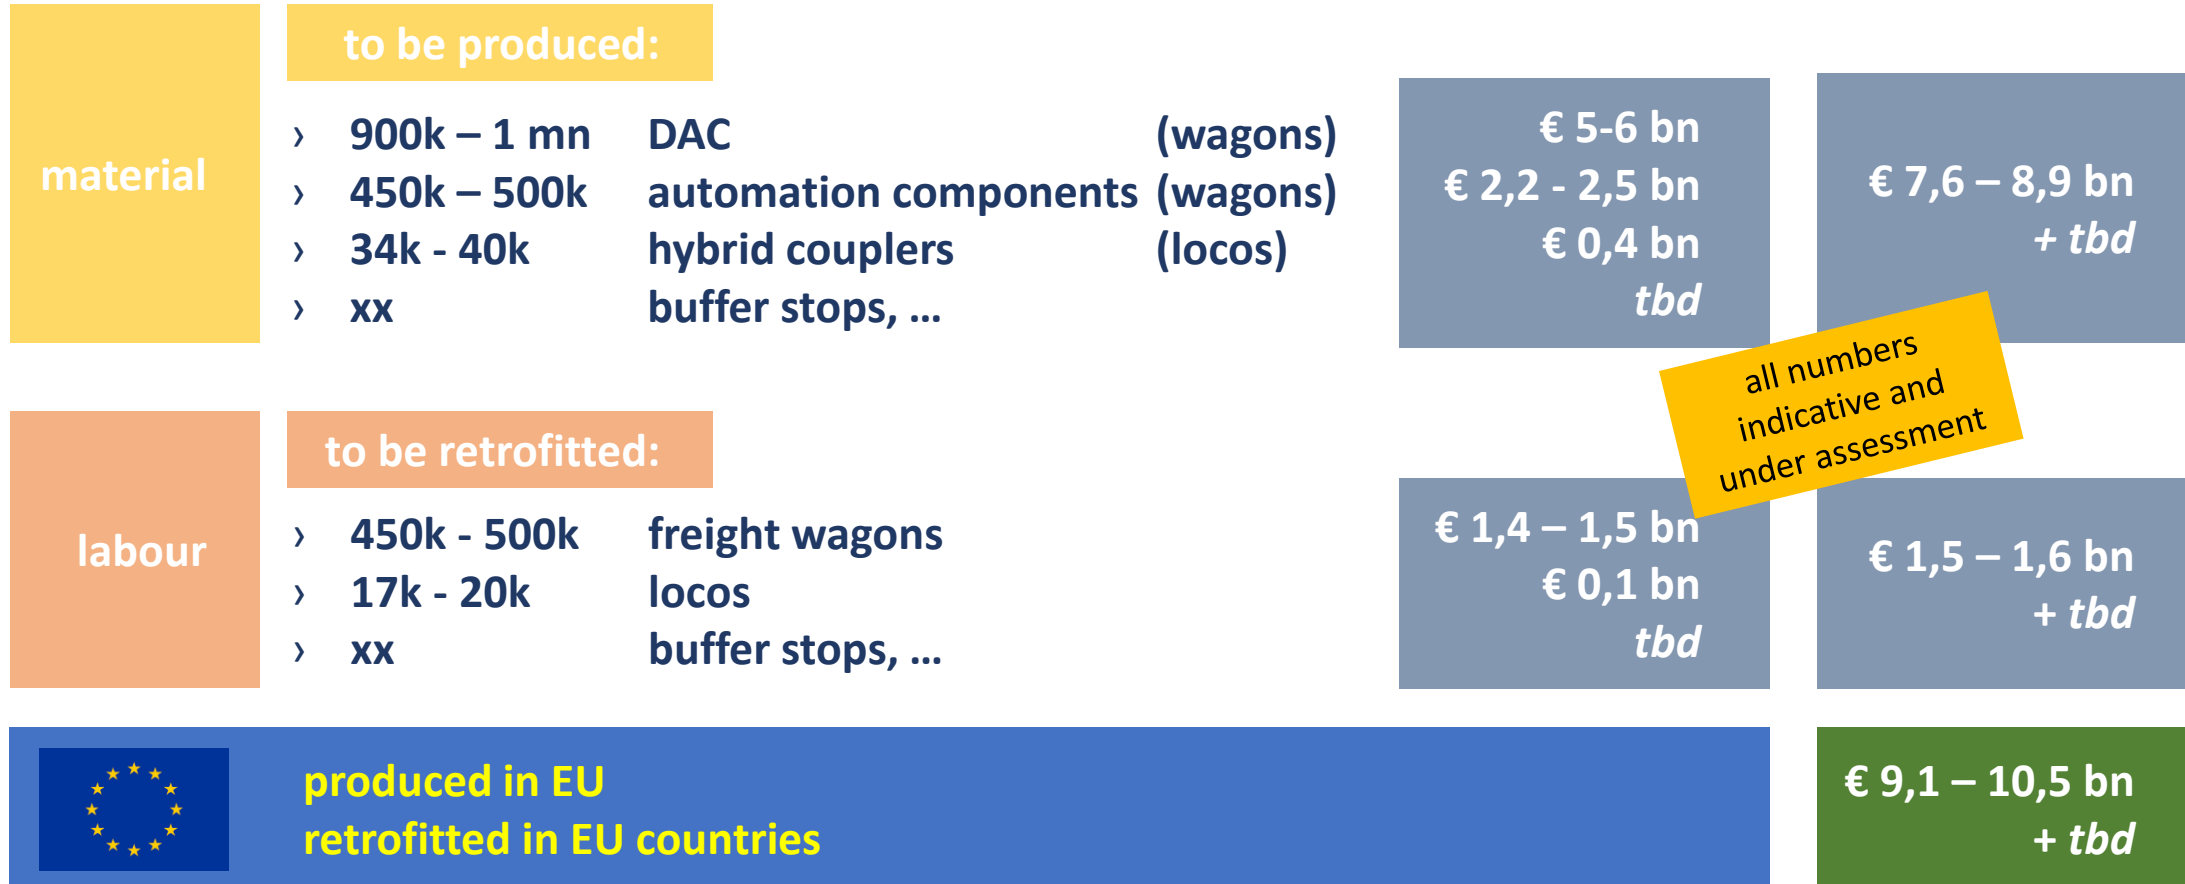 material
to be produced:
› 900k – 1 mn DAC (wagons) € 5-6 bn
› 450k – 500k automation components (wagons) € 2,2 - 2,5 bn
› 34k - 40k hybrid couplers (locos) € 0,4 bn
› xx buffer stops, ... tbd
€ 7,6 – 8,9 bn
+ tbd
all numbers
indicative and
under assessment
labour
to be retrofitted:
› 450k - 500k freight wagons € 1,4 – 1,5 bn
› 17k - 20k locos € 0,1 bn
› xx buffer stops, ... tbd
€ 1,5 – 1,6 bn
+ tbd
produced in EU
retrofitted in EU countries
€ 9,1 – 10,5 bn
+ tbd